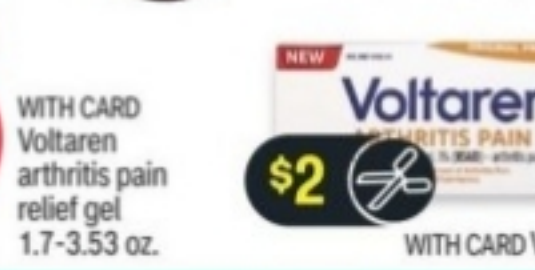 WITH CARD
Voltaren
arthritis pain
relief gel
1.7-3.53 oz.
NEW
Voltaren
ARTHRITIS PAIN
$2
WITH CARD